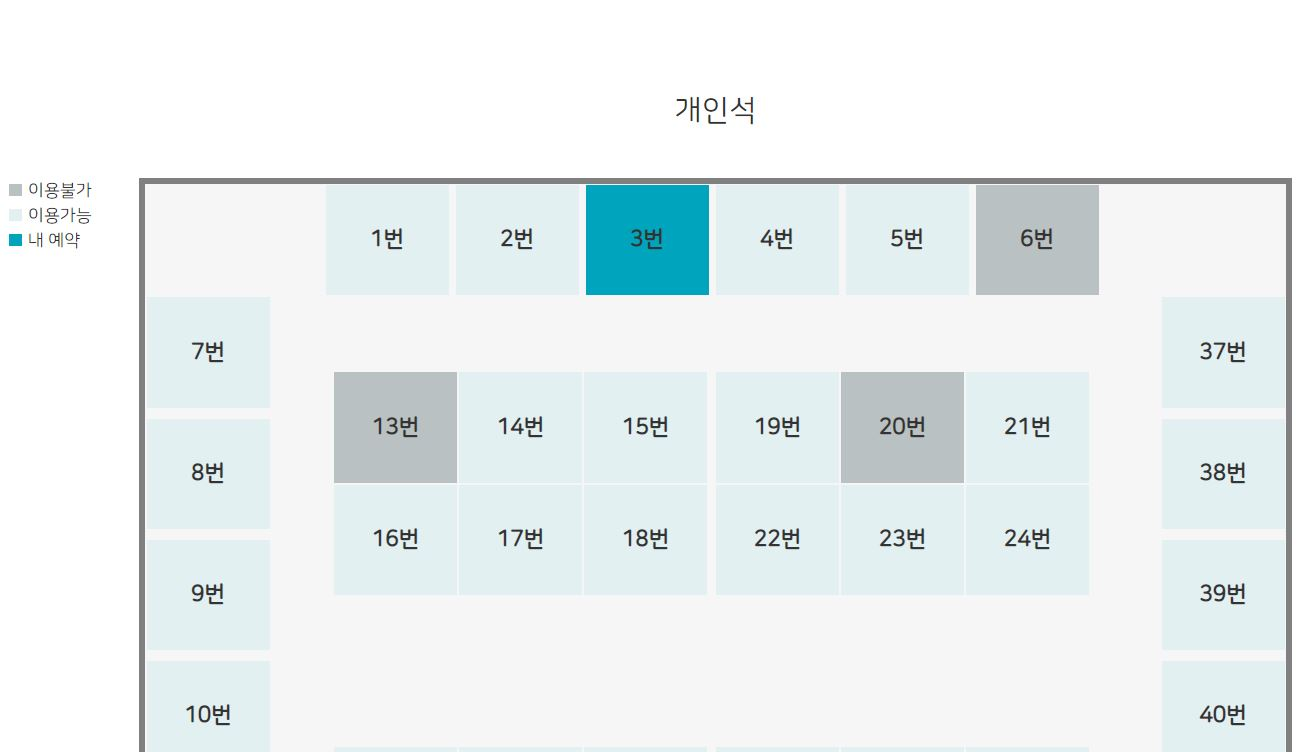 개인석
이용불가
이용가능
내 예약
1번 2번 3번 4번 5번 6번
7번 37번
13번 14번 15번 19번 20번 21번
8번 38번
16번 17번 18번 22번 23번 24번
9번 39번
10번 40번